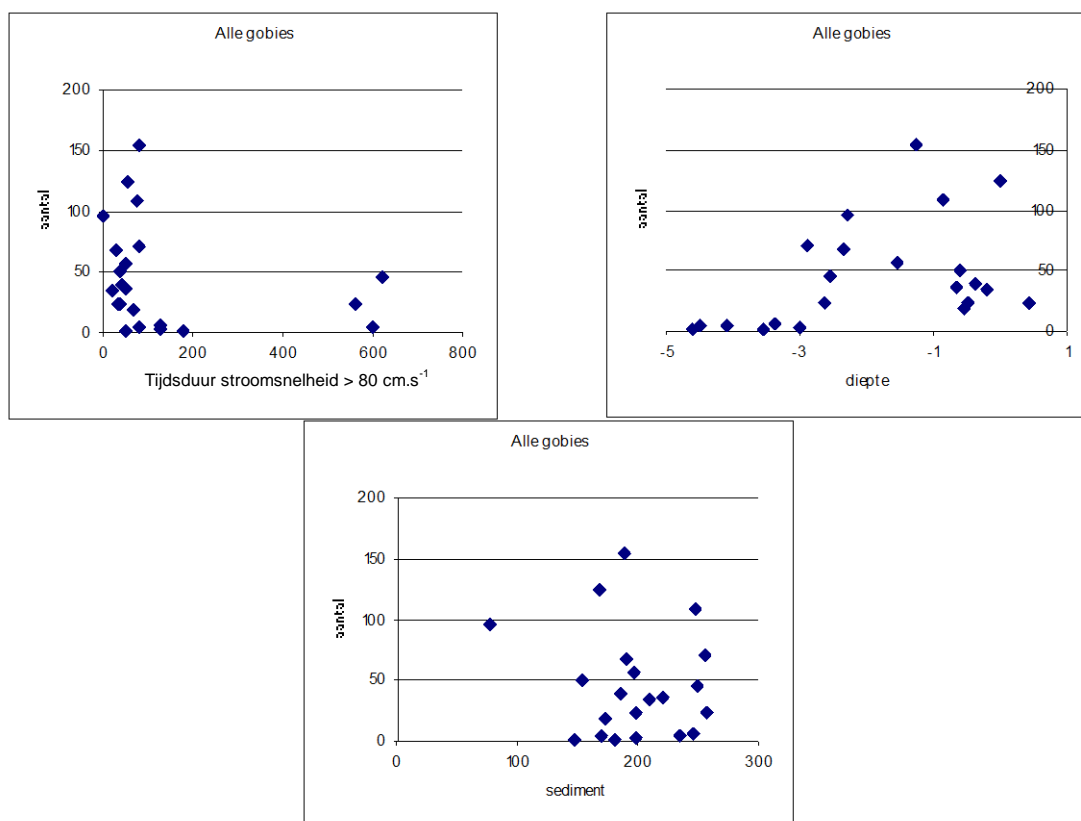 Alle gobies
200
150
100
50
0
aantal
0 200 400 600 800
Tijdsduur stroomsnelheid > 80 cm.s⁻¹
Alle gobies
200
150
100
50
0
aantal
-5 -3 -1 1
diepte
Alle gobies
200
150
100
50
0
aantal
0 100 200 300
sediment